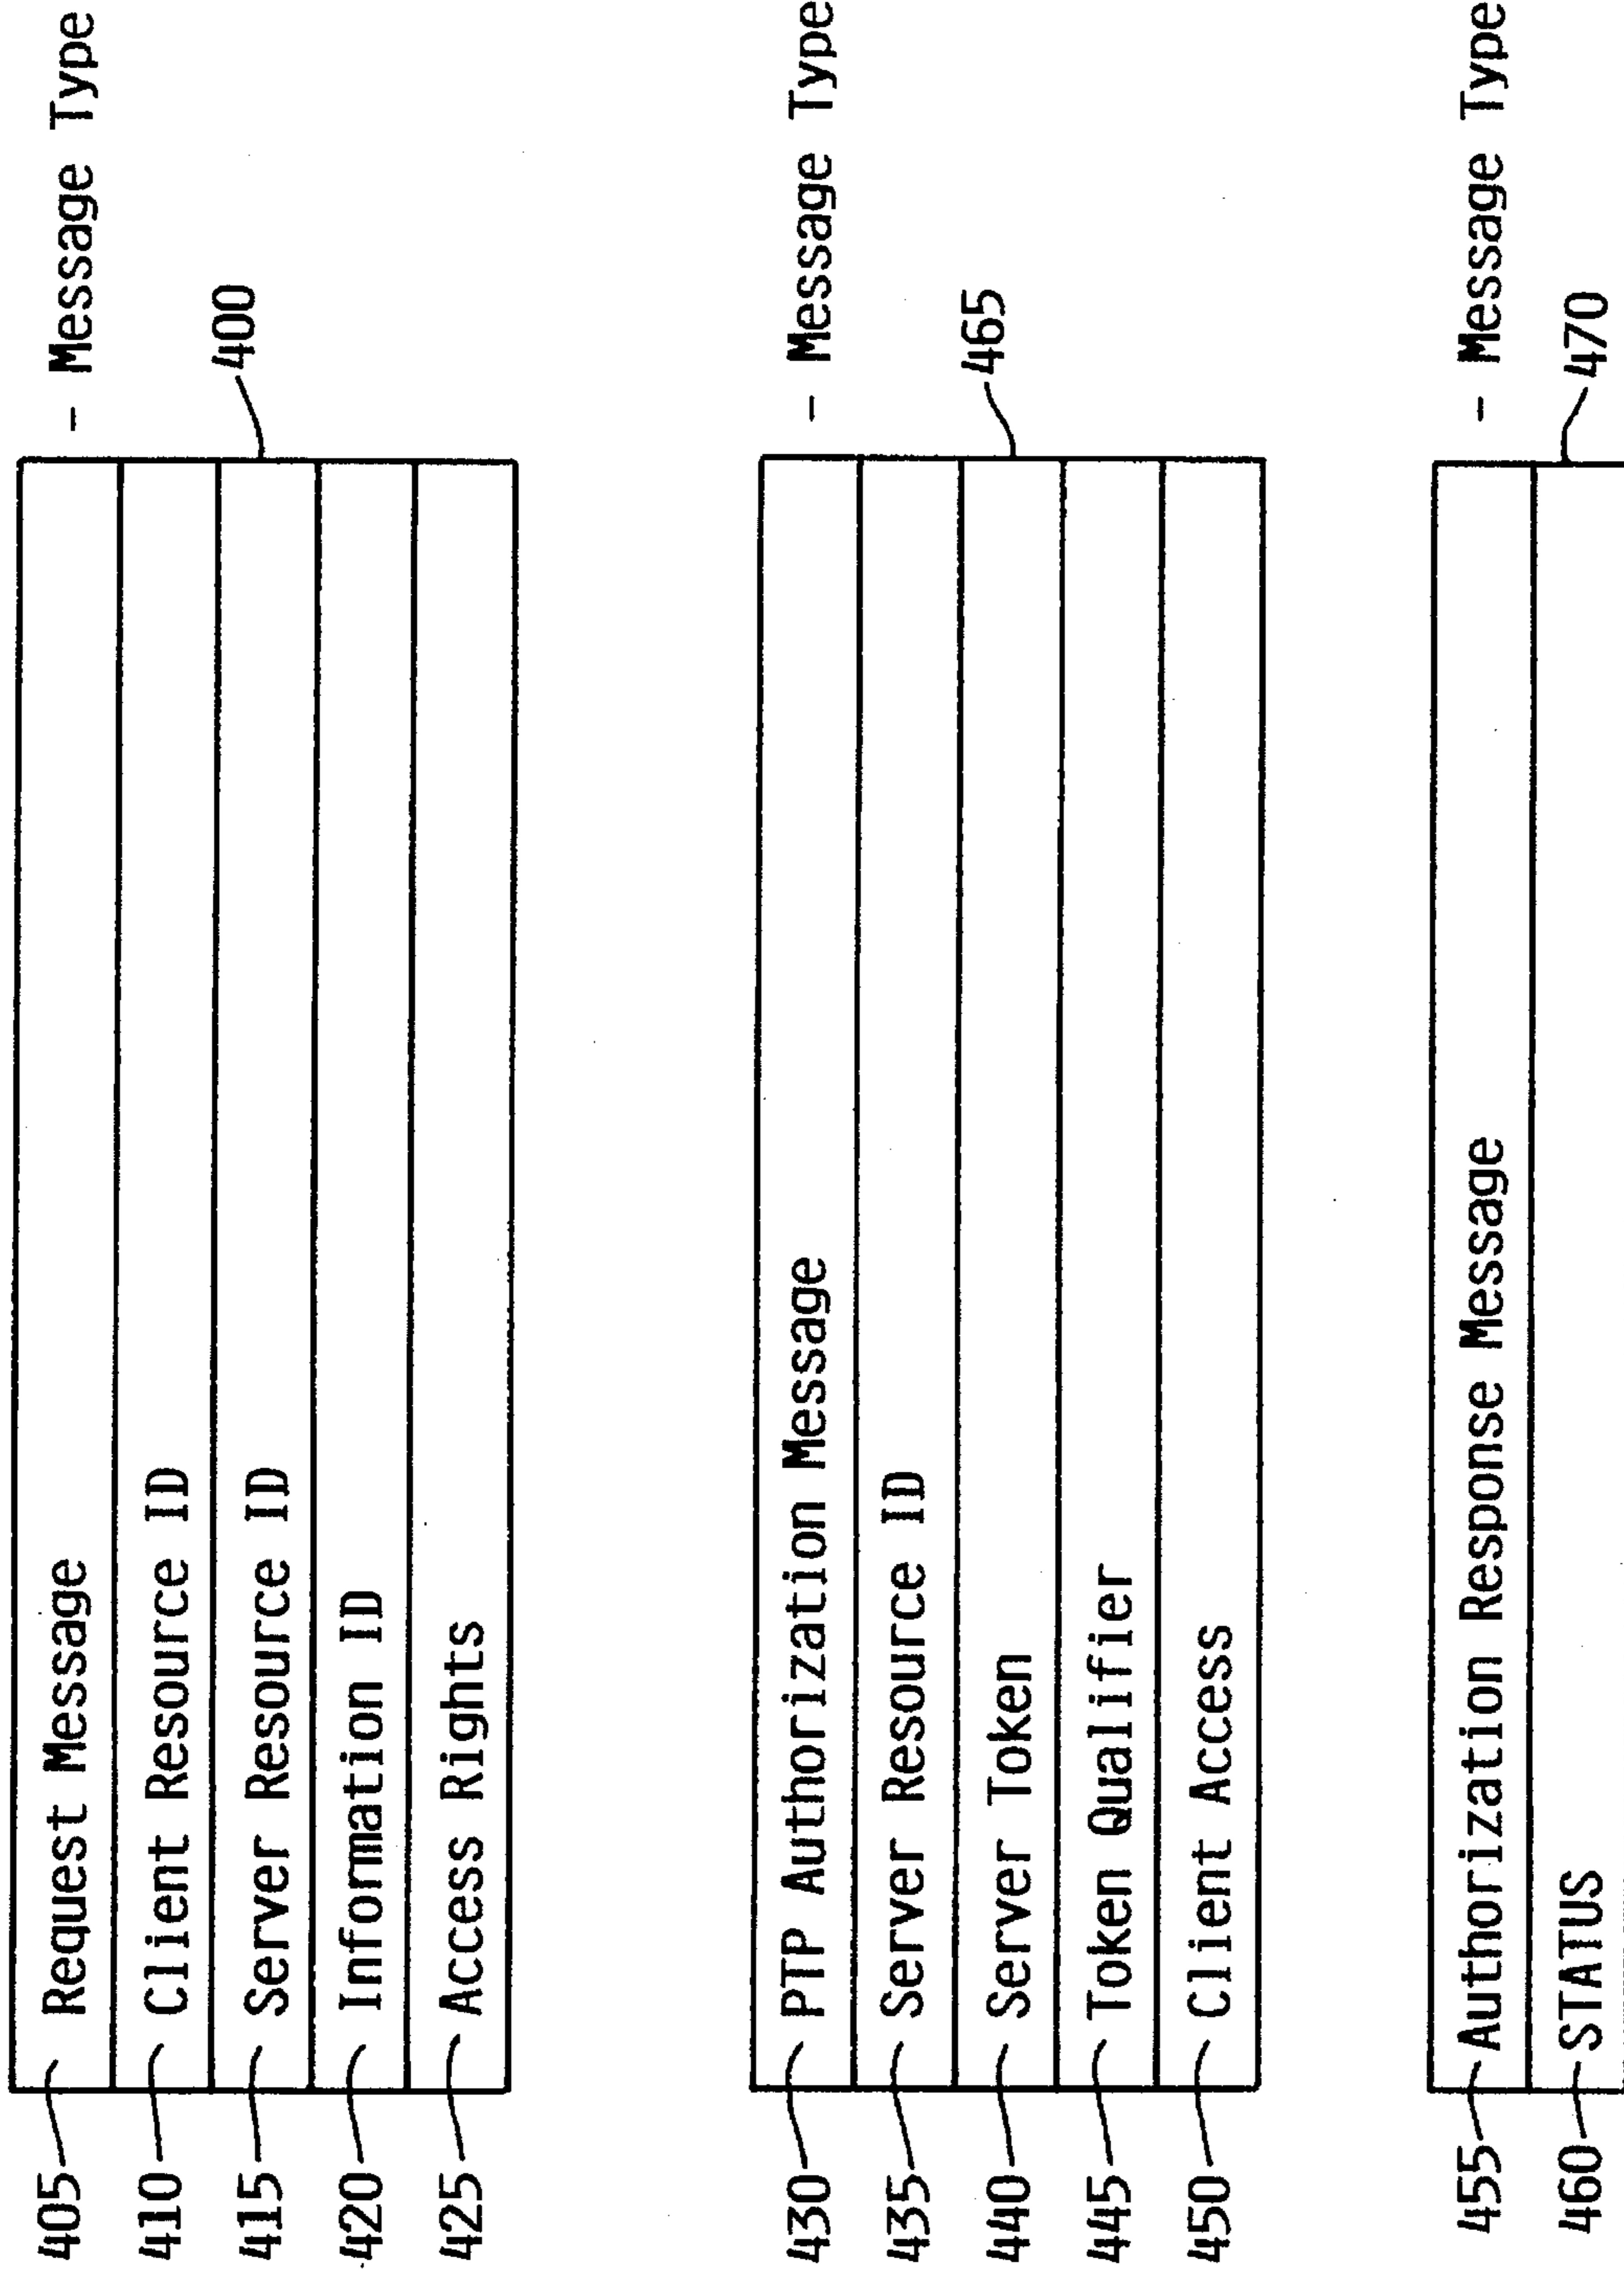 405 Request Message - Message Type
410 Client Resource ID
415 Server Resource ID 400
420 Information ID
425 Access Rights
430 PTP Authorization Message - Message Type
435 Server Resource ID
440 Server Token 465
445 Token Qualifier
450 Client Access
455 Authorization Response Message - Message Type
460 STATUS 470